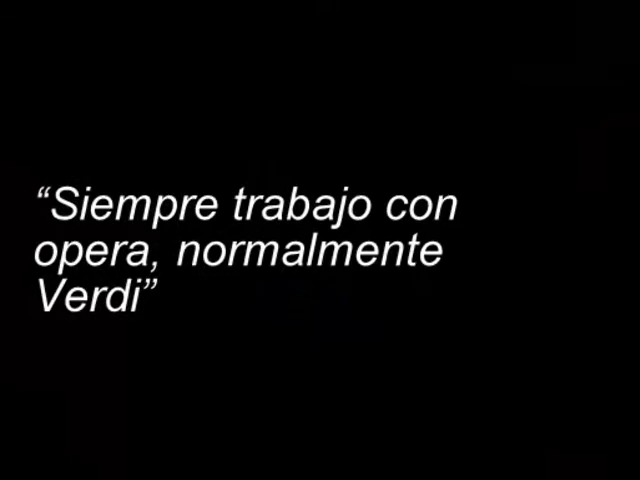 “Siempre trabajo con
opera, normalmente
Verdi”